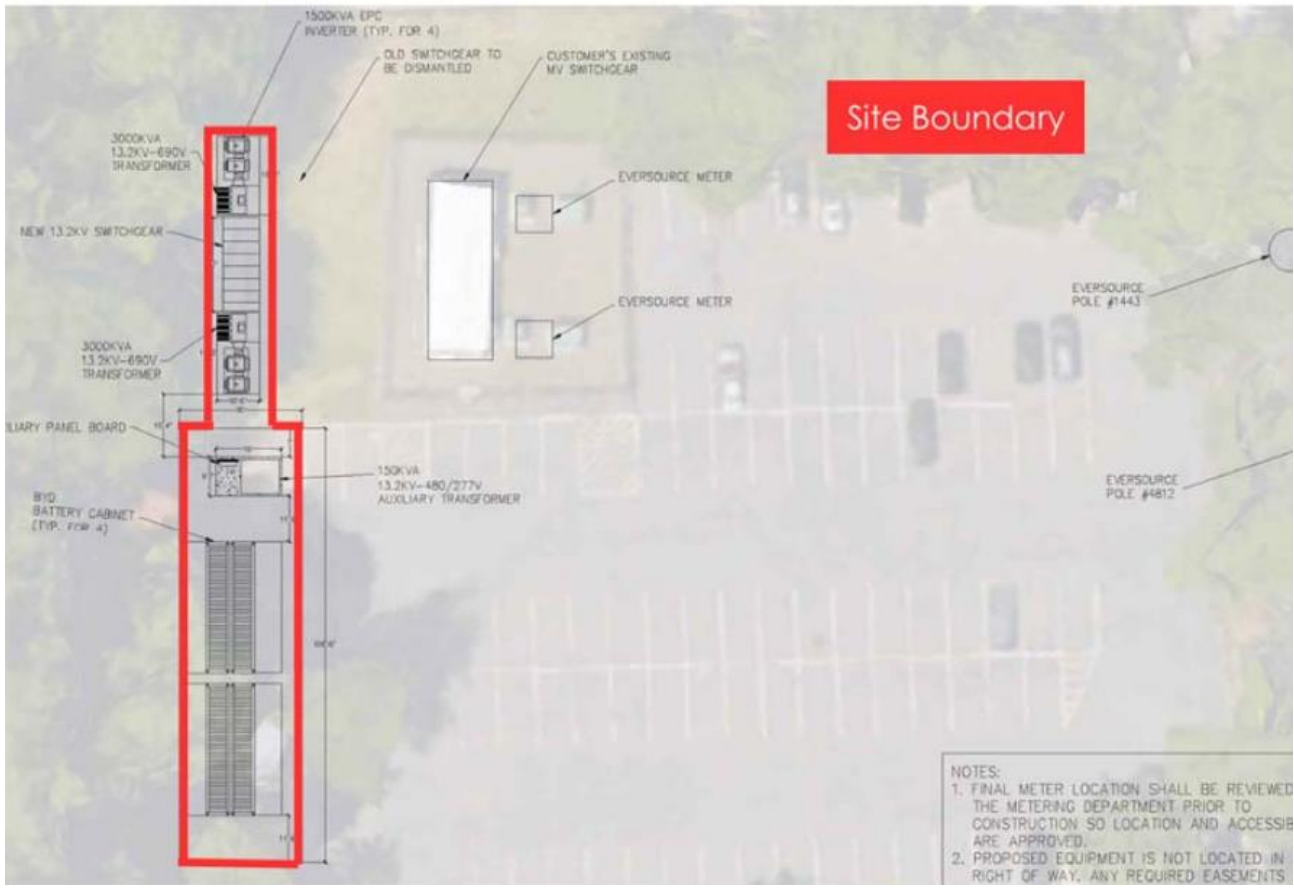 1500KVA EPC
INVERTER (TYP. FOR 4)
OLD SWITCHGEAR TO
BE DISMANTLED
CUSTOMER'S EXISTING
MV SWITCHGEAR
Site Boundary
3000KVA
13.2KV-690V
TRANSFORMER
EVERSOURCE METER
NEW 13.2KV SWITCHGEAR
EVERSOURCE METER
EVERSOURCE
POLE #1443
3000KVA
13.2KV-690V
TRANSFORMER
ILIARY PANEL BOARD
150KVA
13.2KV-480/277V
AUXILIARY TRANSFORMER
EVERSOURCE
POLE #4812
BYD
BATTERY CABINET
(TYP. FOR 4)
NOTES:
1. FINAL METER LOCATION SHALL BE REVIEWED
THE METERING DEPARTMENT PRIOR TO
CONSTRUCTION SO LOCATION AND ACCESSIB
ARE APPROVED.
2. PROPOSED EQUIPMENT IS NOT LOCATED IN
RIGHT OF WAY. ANY REQUIRED EASEMENTS